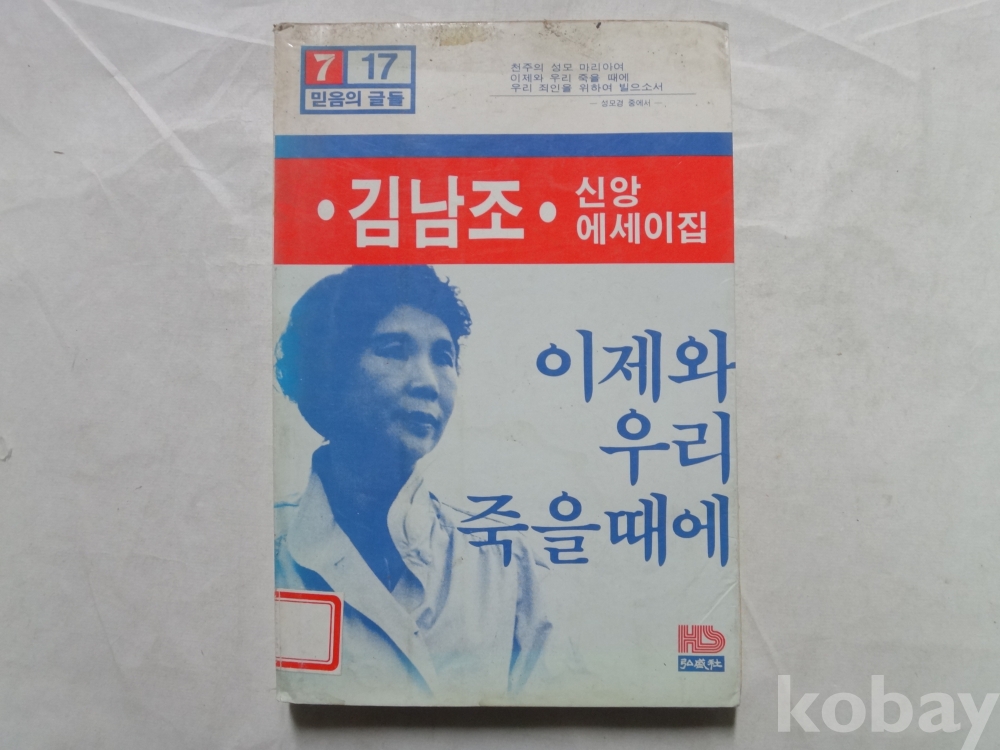 7 17
믿음의 글들
천주의 성모 마리아여
이제와 우리 죽을 때에
우리 죄인을 위하여 빌으소서
— 성모경 중에서 —
•김남조•
신앙
에세이집
이제와
우리
죽을때에
HS
弘盛社
kobay